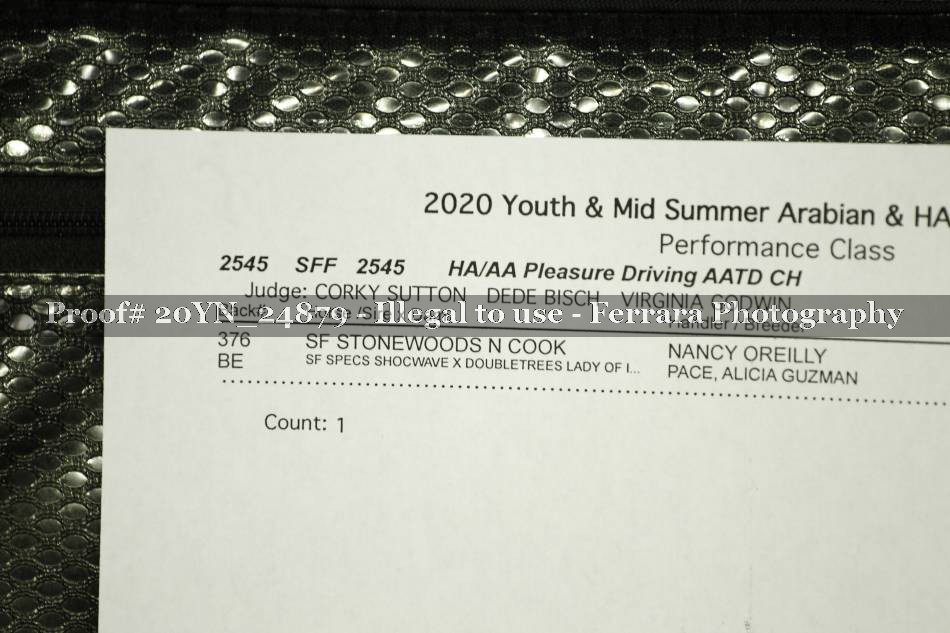 2020 Youth & Mid Summer Arabian & HA
Performance Class
2545 SFF 2545 HA/AA Pleasure Driving AATD CH
Judge: CORKY SUTTON DEDE BISCH VIRGINIA GODWIN
Proof# 20YN_24879 - Illegal to use - Ferrara Photography
Handler / Breeder
376 SF STONEWOODS N COOK NANCY OREILLY
BE SF SPECS SHOCWAVE X DOUBLETREES LADY OF I... PACE, ALICIA GUZMAN
Count: 1